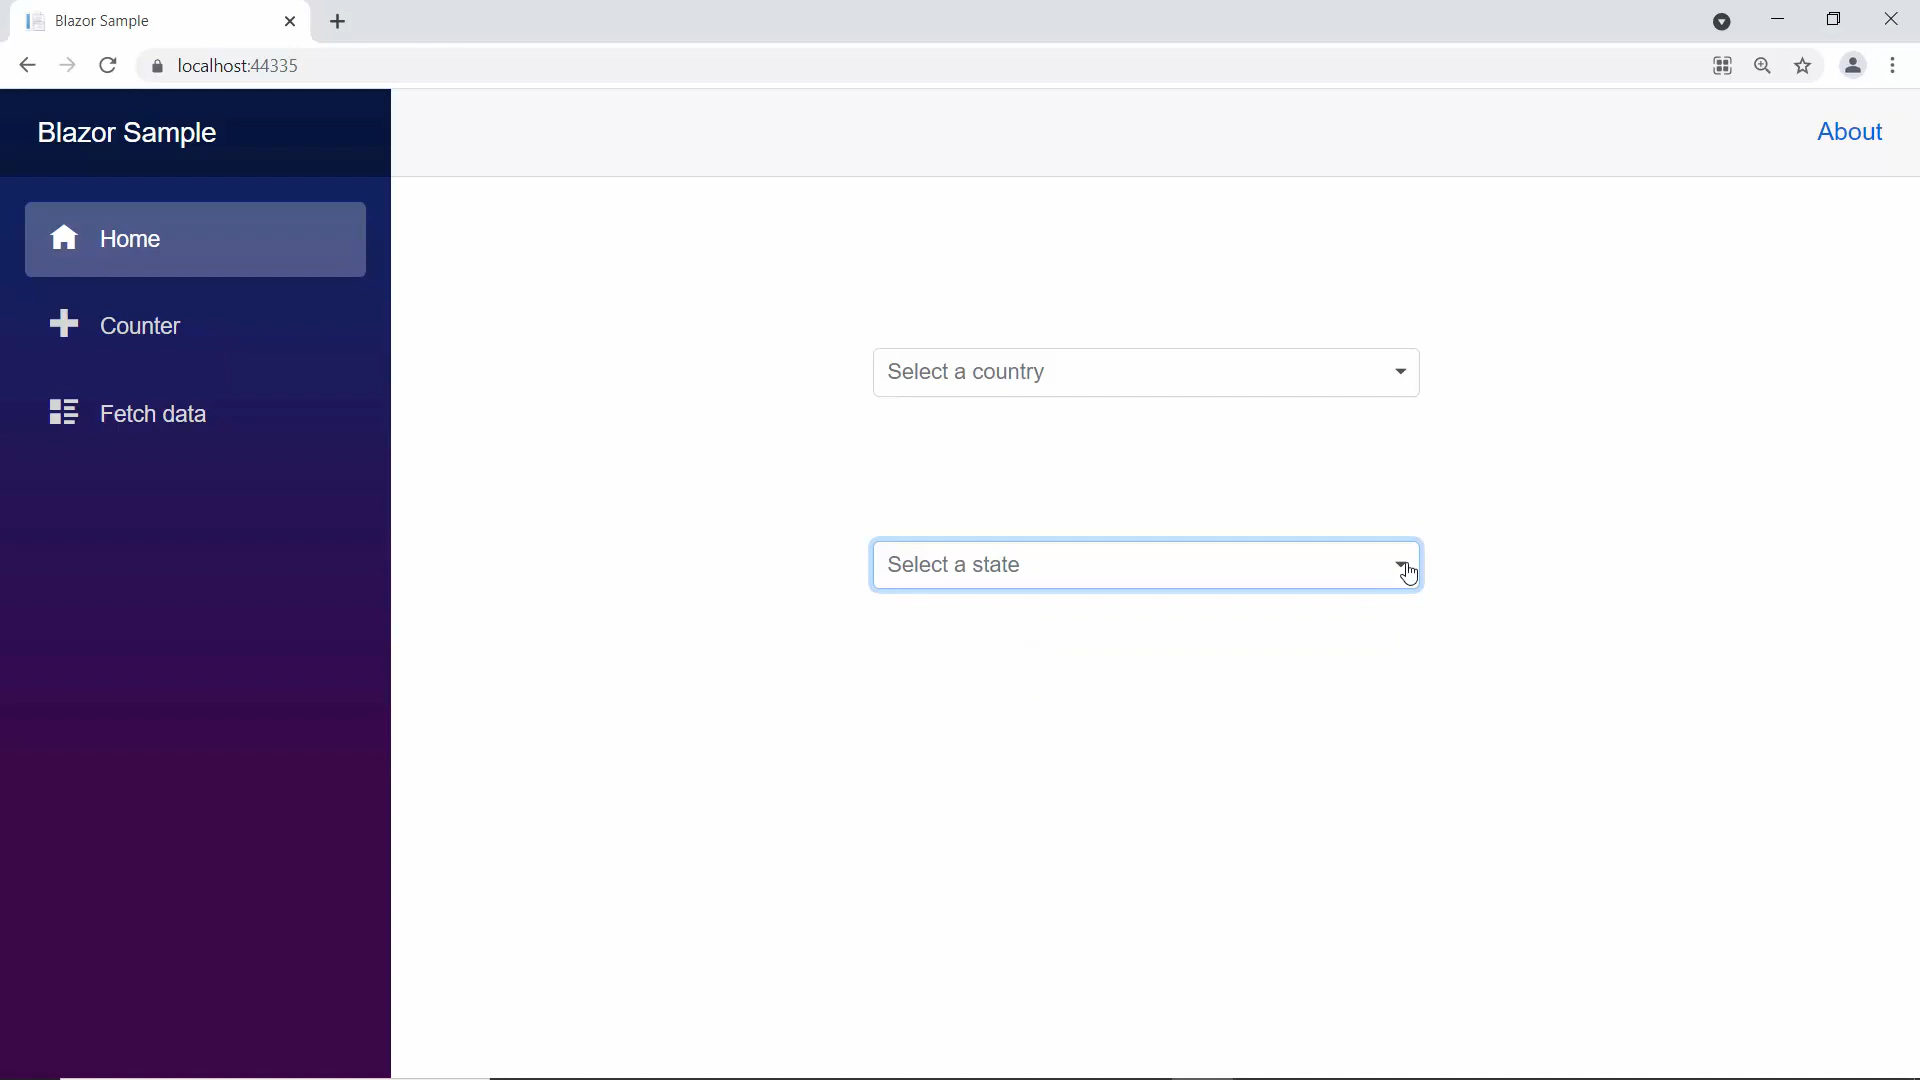 Blazor Sample
localhost:44335
Blazor Sample
About
Home
Counter
Fetch data
Select a country
Select a state